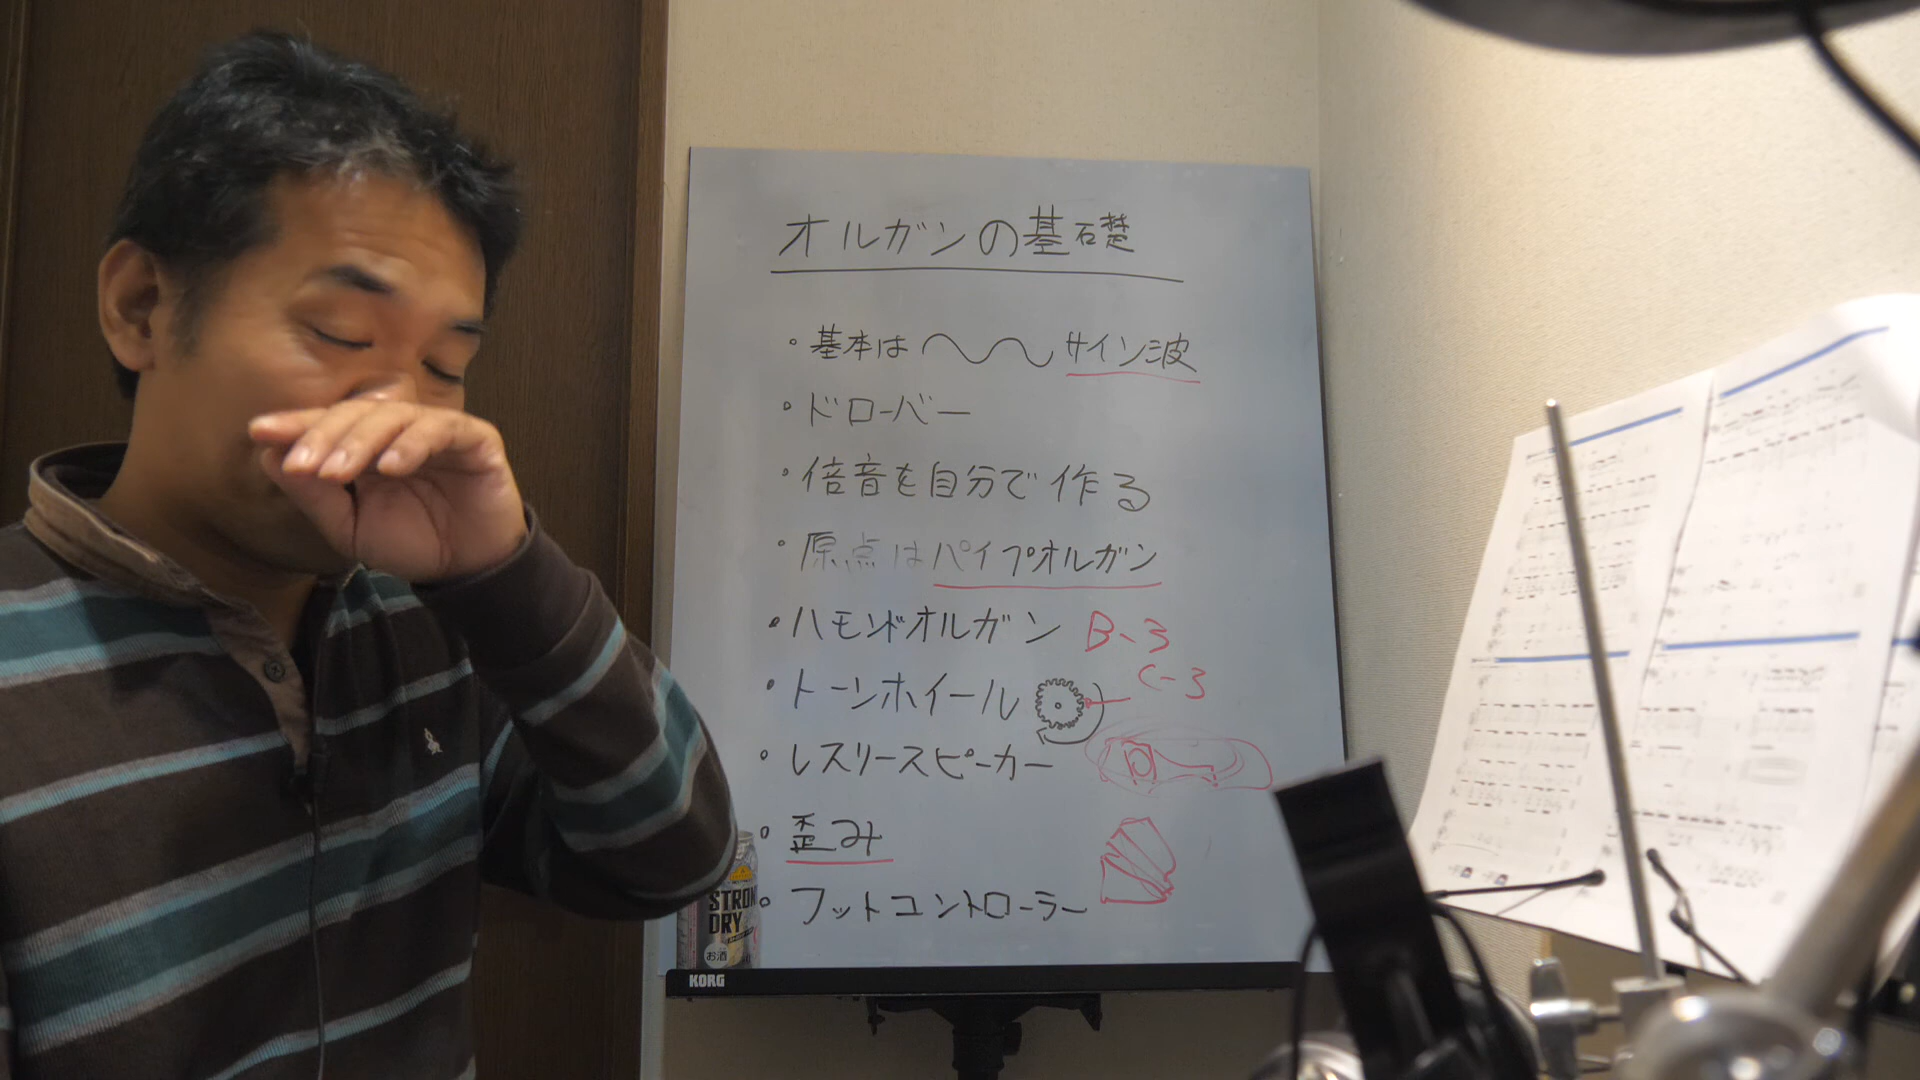 オルガンの基礎
・基本は サイン波
・ドローバー
・倍音を自分で作る
・原点はパイプオルガン
・ハモンドオルガン B-3
C-3
・トーンホイール
・レスリースピーカー
・歪み
・フットコントローラー
STRON
DRY
お酒
KORG